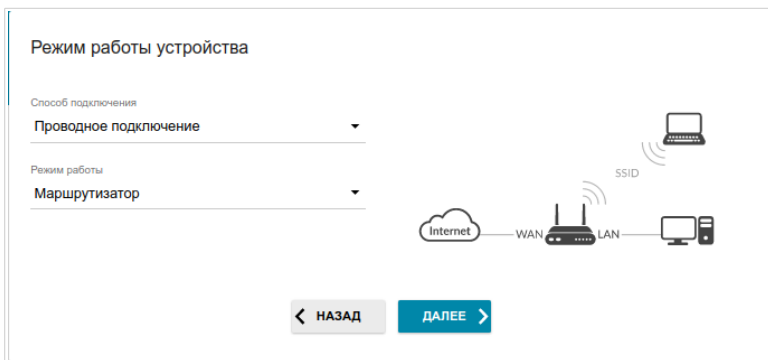 Режим работы устройства
Способ подключения
Проводное подключение
Режим работы
Маршрутизатор
SSID
Internet
WAN
LAN
НАЗАД
ДАЛЕЕ